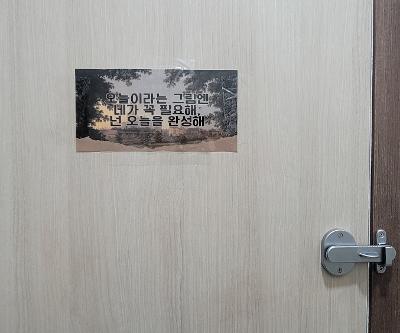 오늘이라는 그림엔
네가 꼭 필요해,
넌 오늘을 완성해